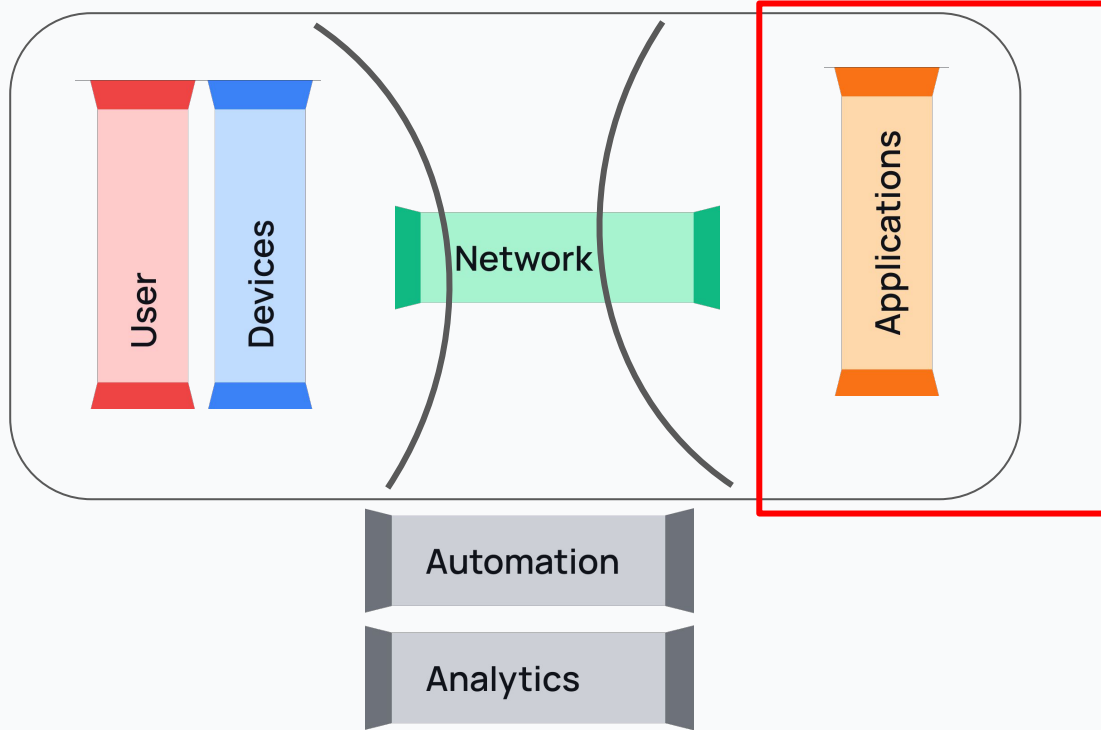 User
Devices
Network
Applications
Automation
Analytics